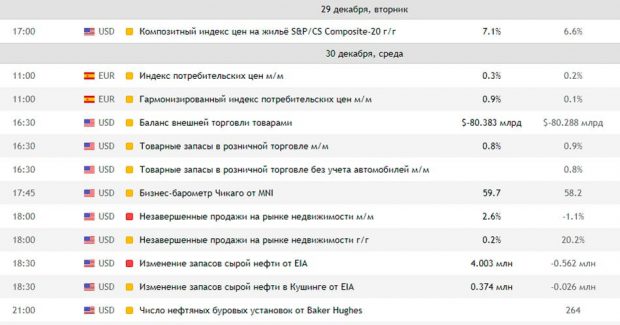 29 декабря, вторник
17:00 USD Композитный индекс цен на жильё S&P/CS Composite-20 г/г 7.1% 6.6%
30 декабря, среда
11:00 EUR Индекс потребительских цен м/м 0.3% 0.2%
11:00 EUR Гармонизированный индекс потребительских цен м/м 0.9% 0.1%
16:30 USD Баланс внешней торговли товарами $-80.383 млрд $-80.288 млрд
16:30 USD Товарные запасы в розничной торговле м/м 0.8% 0.9%
16:30 USD Товарные запасы в розничной торговле без учета автомобилей м/м 0.8%
17:45 USD Бизнес-барометр Чикаго от MNI 59.7 58.2
18:00 USD Незавершенные продажи на рынке недвижимости м/м 2.6% -1.1%
18:00 USD Незавершенные продажи на рынке недвижимости г/г 0.2% 20.2%
18:30 USD Изменение запасов сырой нефти от EIA 4.003 млн -0.562 млн
18:30 USD Изменение запасов сырой нефти в Кушинге от EIA 0.374 млн -0.026 млн
21:00 USD Число нефтяных буровых установок от Baker Hughes 264